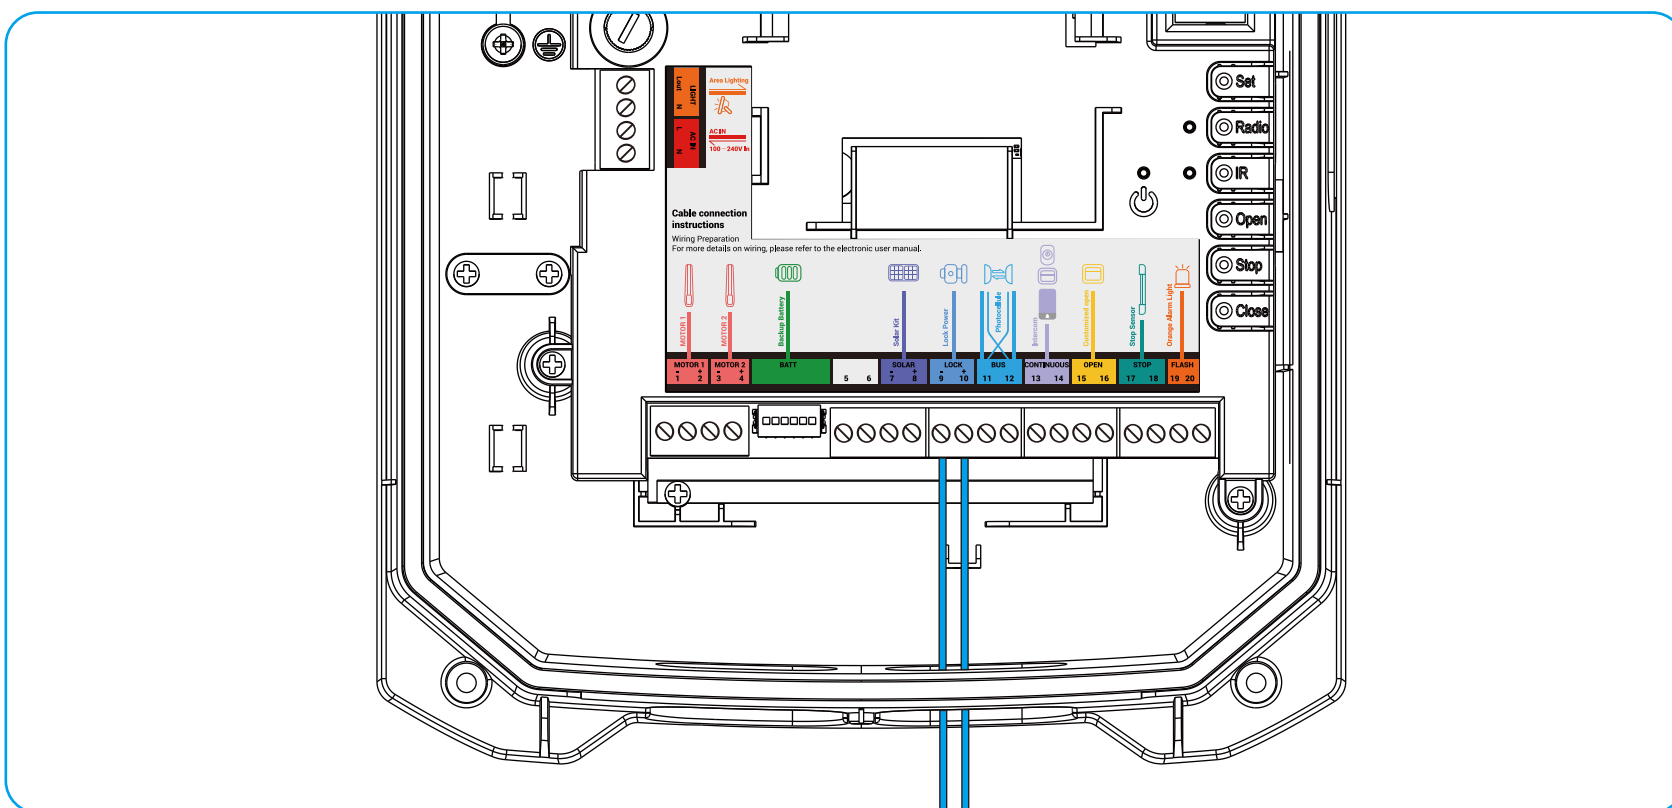 Set
Radio
IR
Open
Stop
Close
LIGHT
Lout N
Area Lighting
AC IN
L N
AC IN
100-240V In
Cable connection
instructions
Wiring Preparation
For more details on wiring, please refer to the electronic user manual.
MOTOR 1
MOTOR 2
Backup Battery
Solar Kit
Lock Power
Photocellule
Intercom
Customized open
Stop Sensor
Orange Alarm Light
MOTOR 1 MOTOR 2 BATT SOLAR LOCK BUS CONTINUOUS OPEN STOP FLASH
- + - + - + - +
1 2 3 4 5 6 7 8 9 10 11 12 13 14 15 16 17 18 19 20